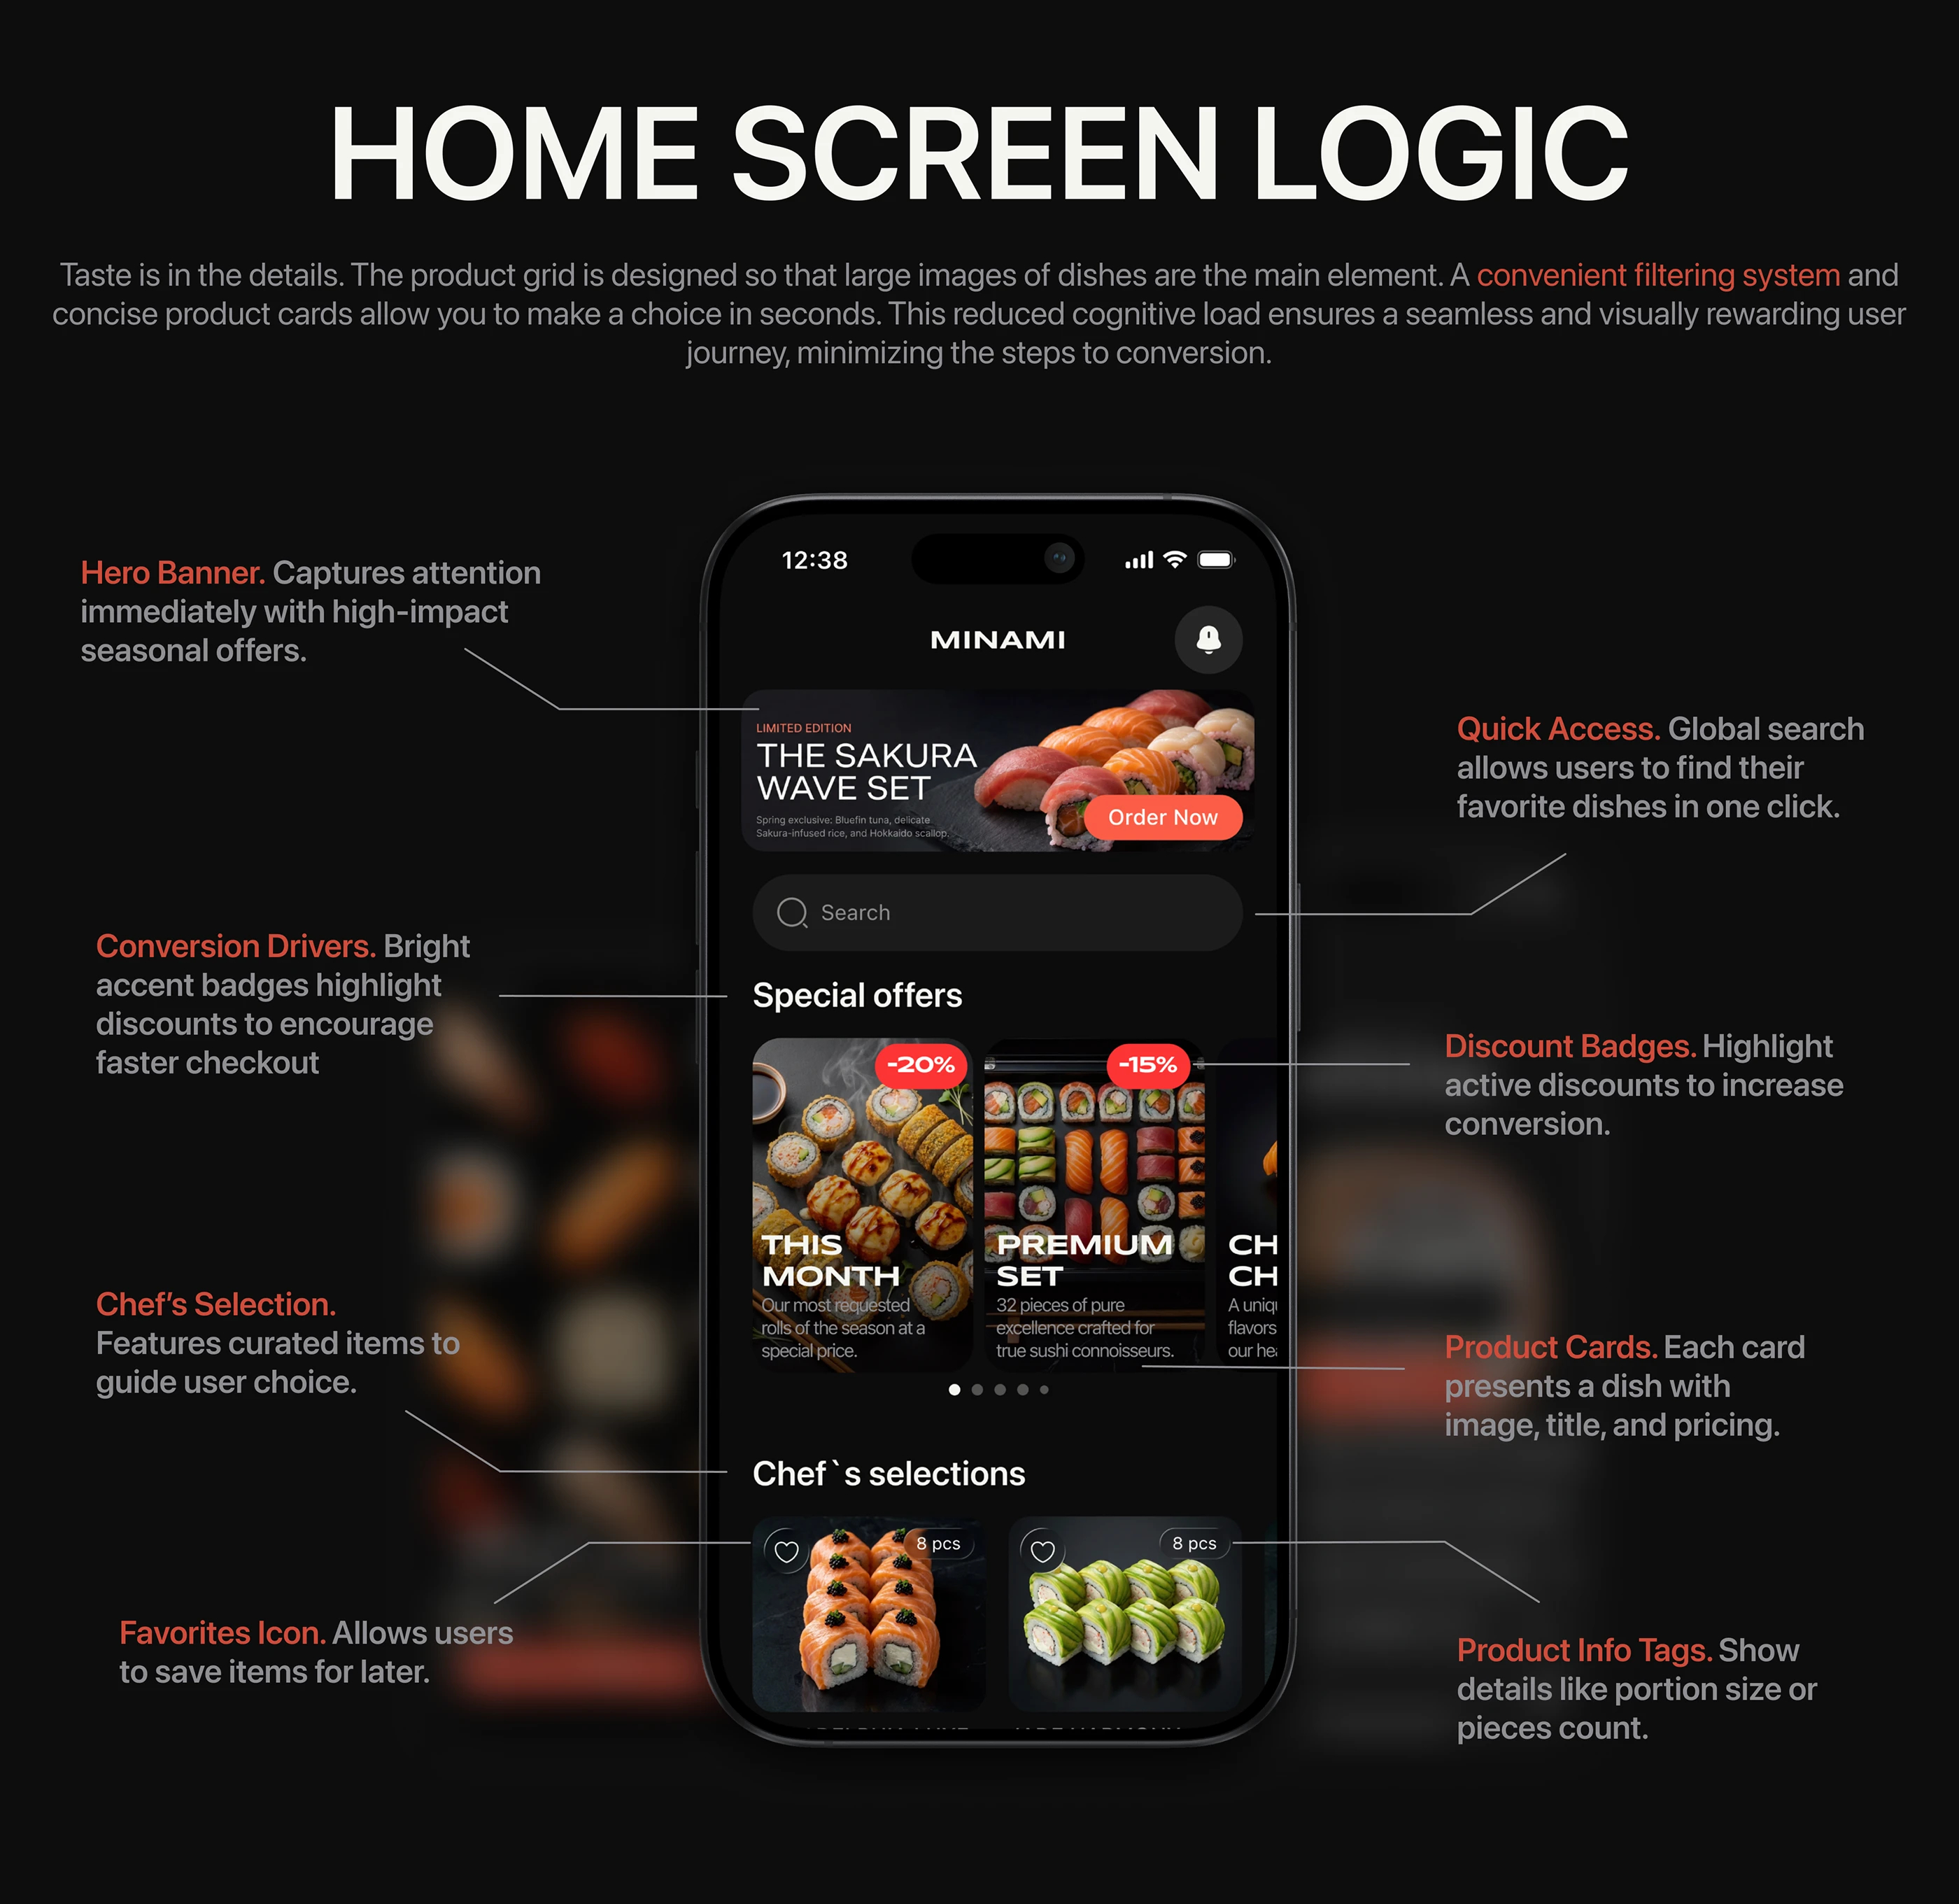 HOME SCREEN LOGIC
Taste is in the details. The product grid is designed so that large images of dishes are the main element. A convenient filtering system and
concise product cards allow you to make a choice in seconds. This reduced cognitive load ensures a seamless and visually rewarding user
journey, minimizing the steps to conversion.
Hero Banner. Captures attention
immediately with high-impact
seasonal offers.
Conversion Drivers. Bright
accent badges highlight
discounts to encourage
faster checkout
Chef’s Selection.
Features curated items to
guide user choice.
Favorites Icon. Allows users
to save items for later.
12:38
MINAMI
LIMITED EDITION
THE SAKURA
WAVE SET
Spring exclusive: Bluefin tuna, delicate
Sakura-infused rice, and Hokkaido scallop.
Order Now
Search
Special offers
-20%
THIS
MONTH
Our most requested
rolls of the season at a
special price.
-15%
PREMIUM
SET
32 pieces of pure
excellence crafted for
true sushi connoisseurs.
CH
CH
A uniqu
flavors
our hea
Chef`s selections
8 pcs
8 pcs
Quick Access. Global search
allows users to find their
favorite dishes in one click.
Discount Badges. Highlight
active discounts to increase
conversion.
Product Cards. Each card
presents a dish with
image, title, and pricing.
Product Info Tags. Show
details like portion size or
pieces count.